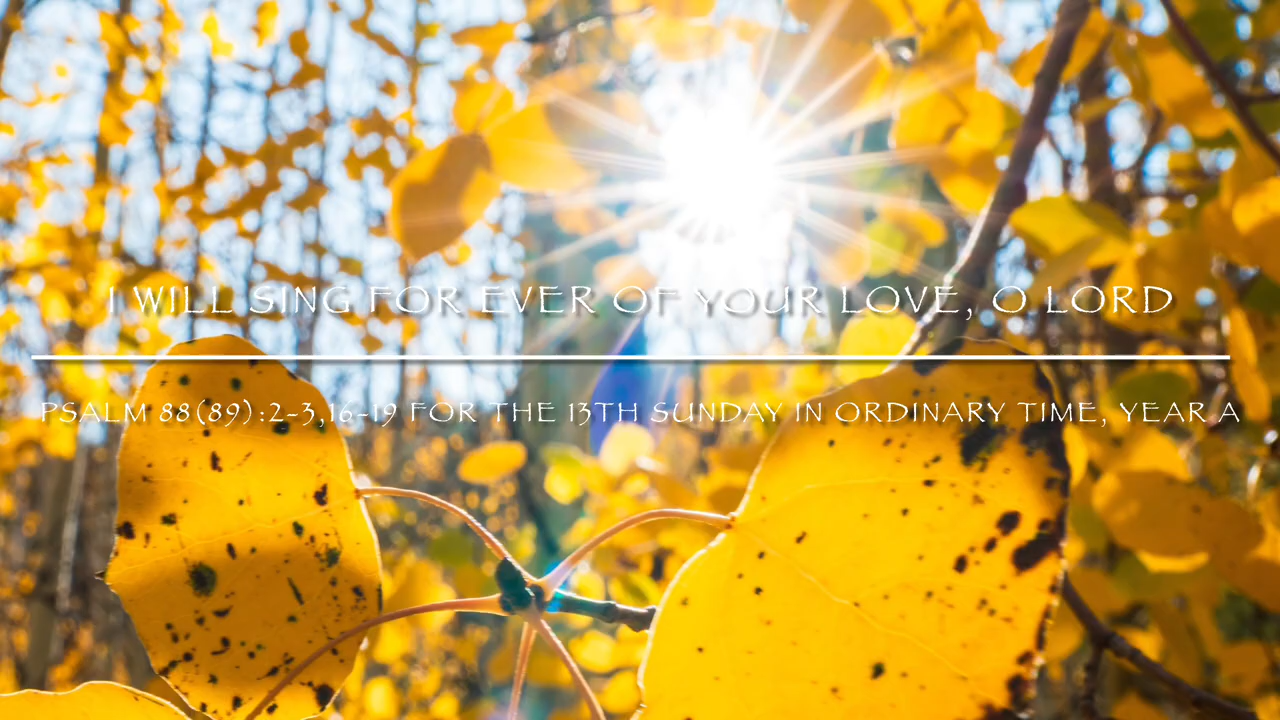 I WILL SING FOR EVER OF YOUR LOVE, O LORD
PSALM 88(89):2-3,16-19 FOR THE 13TH SUNDAY IN ORDINARY TIME, YEAR A